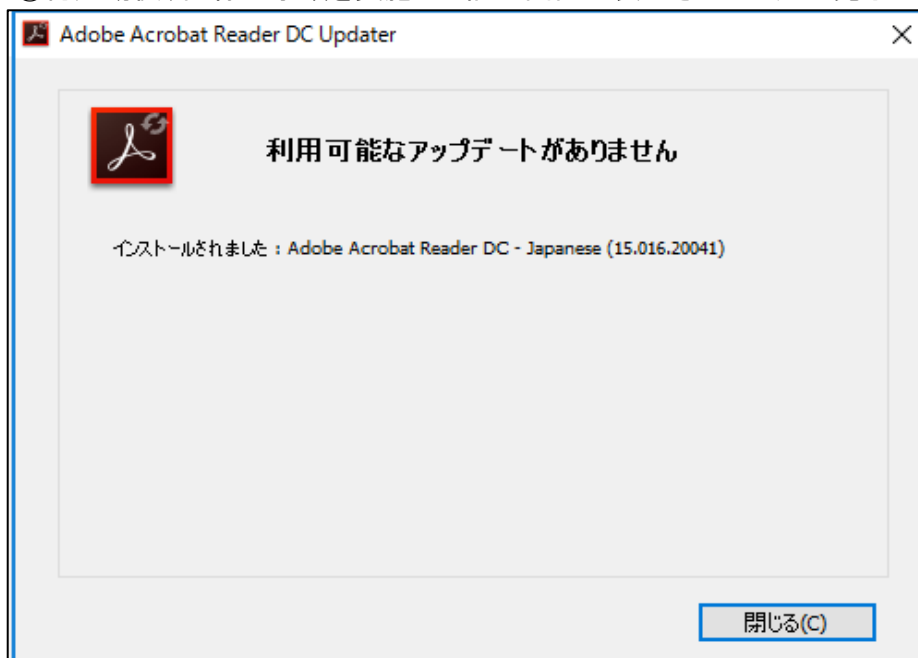 Adobe Acrobat Reader DC Updater
利用可能なアップデートがありません
インストールされました : Adobe Acrobat Reader DC - Japanese (15.016.20041)
閉じる(C)